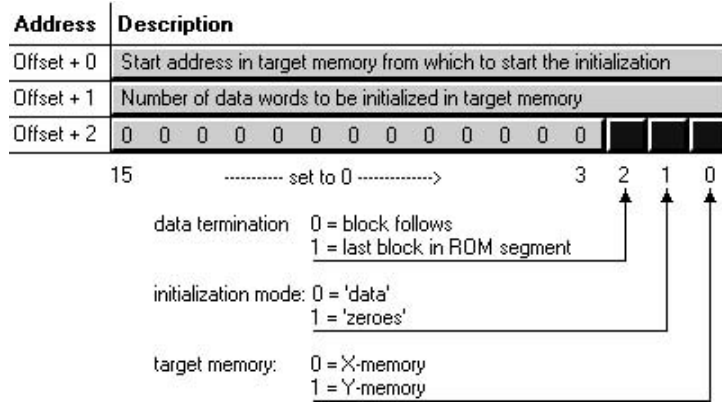 Address Description
Offset + 0 Start address in target memory from which to start the initialization
Offset + 1 Number of data words to be initialized in target memory
Offset + 2 0 0 0 0 0 0 0 0 0 0 0 0 0
15 ---------- set to 0 -------------> 3 2 1 0
data termination 0 = block follows
1 = last block in ROM segment
initialization mode: 0 = 'data'
1 = 'zeroes'
target memory: 0 = X-memory
1 = Y-memory